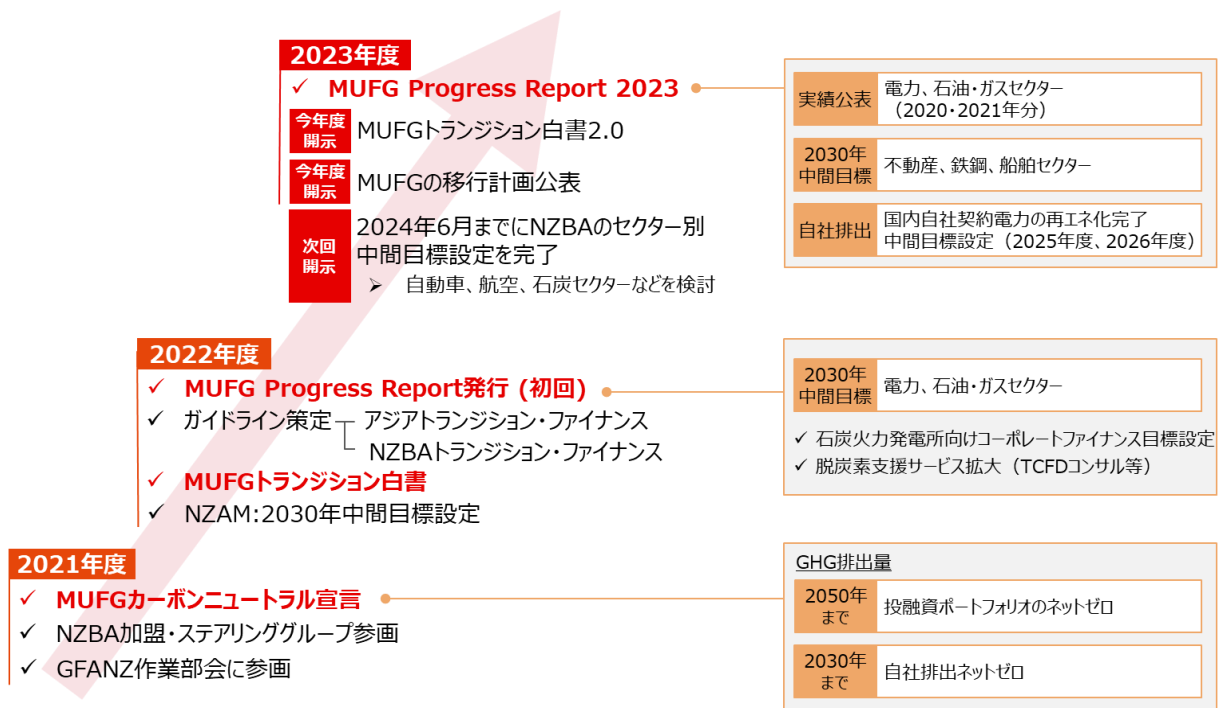 2023年度
✓ MUFG Progress Report 2023
今年度
開示
MUFGトランジション白書2.0
今年度
開示
MUFGの移行計画公表
次回
開示
2024年6月までにNZBAのセクター別
中間目標設定を完了
➢ 自動車、航空、石炭セクターなどを検討
実績公表
電力、石油・ガスセクター
（2020・2021年分）
2030年
中間目標
不動産、鉄鋼、船舶セクター
自社排出
国内自社契約電力の再エネ化完了
中間目標設定（2025年度、2026年度）
2022年度
✓ MUFG Progress Report発行 (初回)
✓ ガイドライン策定 アジアトランジション・ファイナンス
NZBAトランジション・ファイナンス
✓ MUFGトランジション白書
✓ NZAM:2030年中間目標設定
2030年
中間目標
電力、石油・ガスセクター
✓ 石炭火力発電所向けコーポレートファイナンス目標設定
✓ 脱炭素支援サービス拡大（TCFDコンサル等）
2021年度
✓ MUFGカーボンニュートラル宣言
✓ NZBA加盟・ステアリンググループ参画
✓ GFANZ作業部会に参画
GHG排出量
2050年
まで
投融資ポートフォリオのネットゼロ
2030年
まで
自社排出ネットゼロ